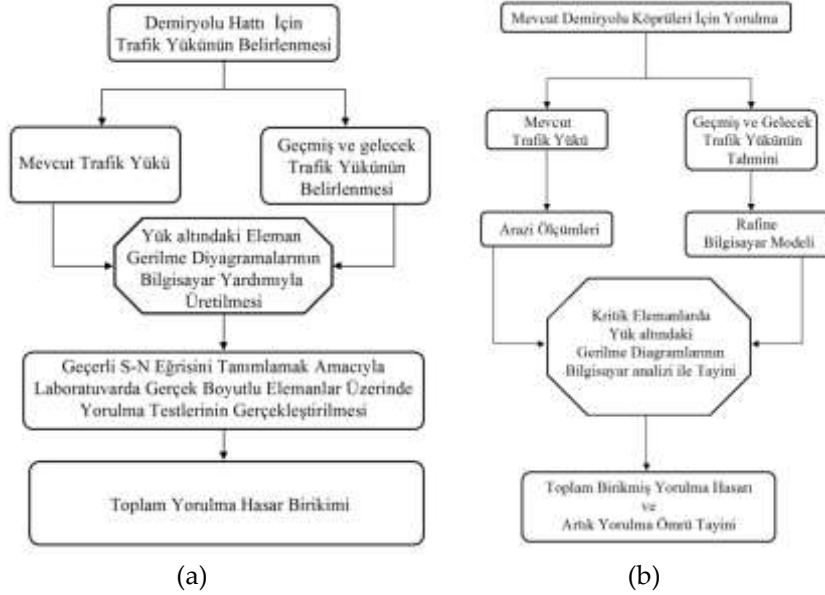 Demiryolu Hattı İçin
Trafik Yükünün Belirlenmesi
Mevcut Trafik Yükü
Geçmiş ve gelecek
Trafik Yükünün
Belirlenmesi
Yük altındaki Eleman
Gerilme Diyagramalarının
Bilgisayar Yardımıyla
Üretilmesi
Geçerli S-N Eğrisini Tanımlamak Amacıyla
Laboratuvarda Gerçek Boyutlu Elemanlar Üzerinde
Yorulma Testlerinin Gerçekleştirilmesi
Toplam Yorulma Hasar Birikimi
(a)
Mevcut Demiryolu Köprüleri İçin Yorulma
Mevcut
Trafik Yükü
Geçmiş ve Gelecek
Trafik Yükünün
Tahmini
Arazi Ölçümleri
Rafine
Bilgisayar Modeli
Kritik Elemanlarda
Yük altındaki
Gerilme Diagramlarının
Bilgisayar analizi ile Tayini
Toplam Birikmiş Yorulma Hasarı
ve
Artık Yorulma Ömrü Tayini
(b)